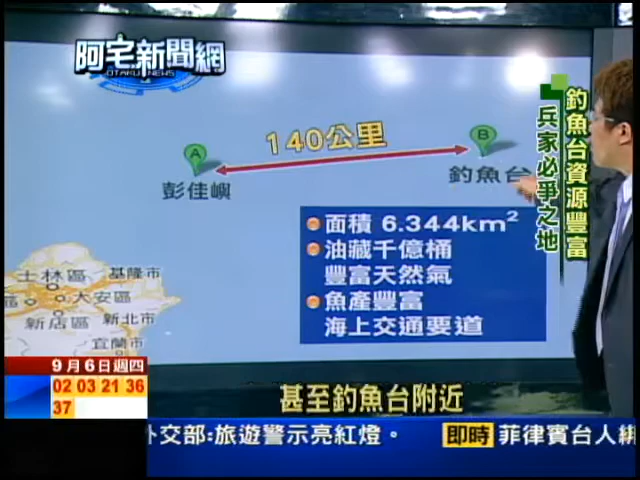 阿宅新聞網
OTAKU NEWS
釣魚台資源豐富
兵家必爭之地
A
B
140公里
彭佳嶼
釣魚台
面積 6.344km²
油藏千億桶
豐富天然氣
魚產豐富
海上交通要道
士林區
基隆市
區
大安區
新店區
新北市
宜蘭市
9月6日週四
02 03 21 36
37
甚至釣魚台附近
外交部:旅遊警示亮紅燈。 即時 菲律賓台人綁